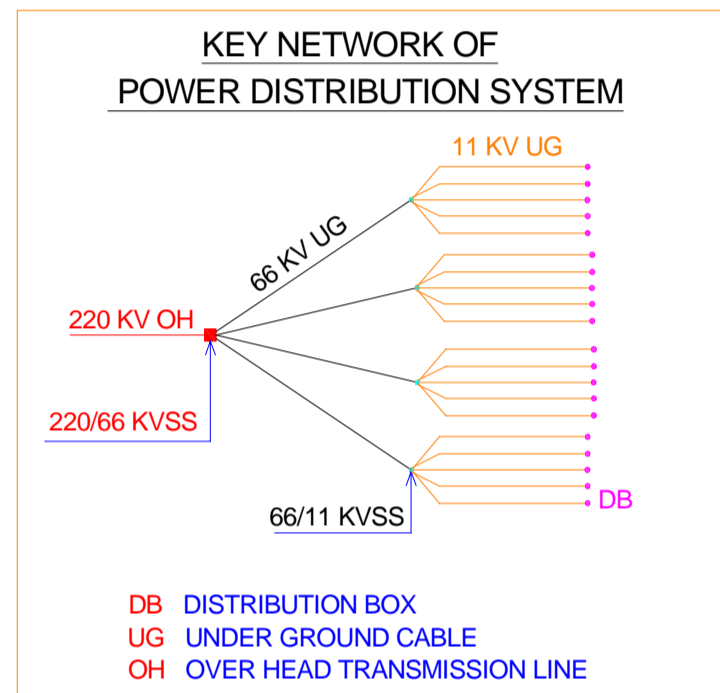 KEY NETWORK OF
POWER DISTRIBUTION SYSTEM
11 KV UG
66 KV UG
220 KV OH
220/66 KVSS
DB
66/11 KVSS
DB DISTRIBUTION BOX
UG UNDER GROUND CABLE
OH OVER HEAD TRANSMISSION LINE